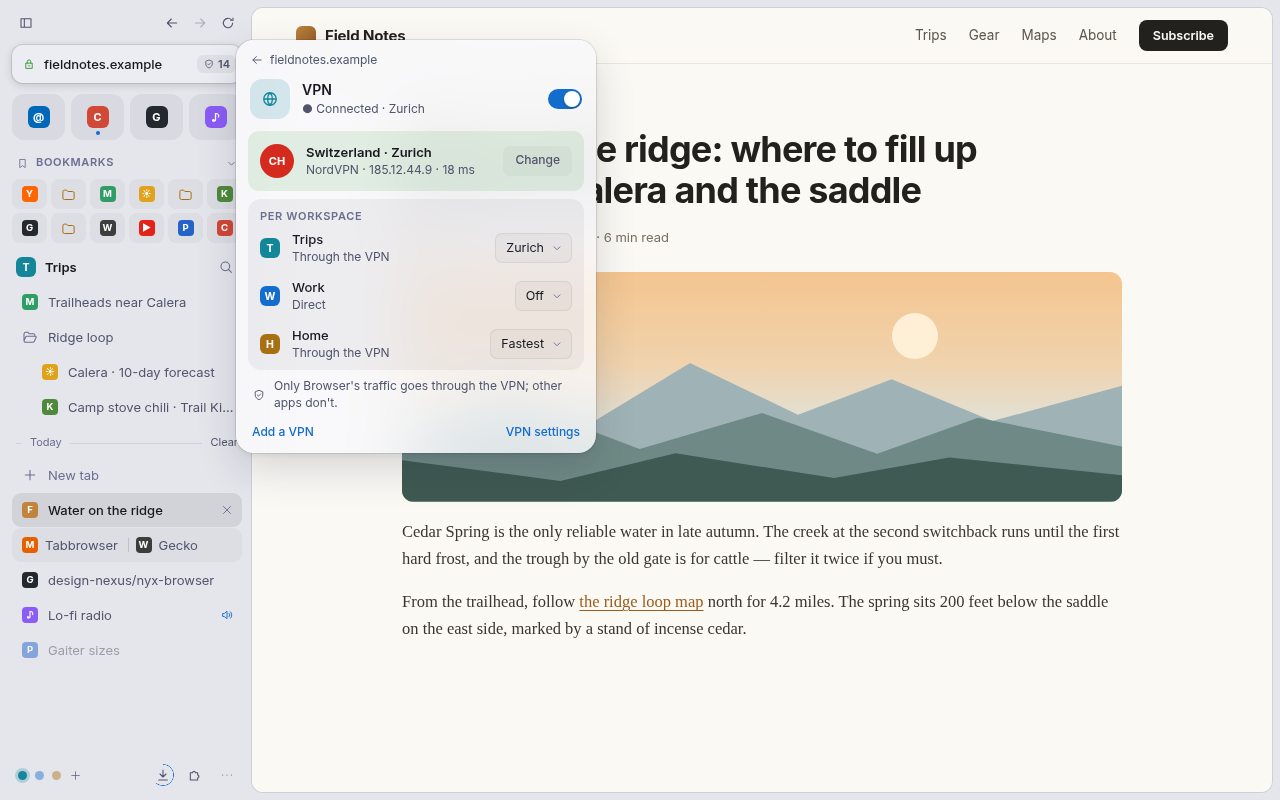 fieldnotes.example
14
@
C
G
BOOKMARKS
Y
M
K
G
W
P
C
T Trips
M Trailheads near Calera
Ridge loop
Calera · 10-day forecast
K Camp stove chili · Trail Ki...
Today
Clear
New tab
F Water on the ridge
M Tabbrowser
W Gecko
G design-nexus/nyx-browser
Lo-fi radio
P Gaiter sizes
fieldnotes.example
VPN
Connected · Zurich
CH
Switzerland · Zurich
NordVPN · 185.12.44.9 · 18 ms
Change
PER WORKSPACE
T Trips
Through the VPN
Zurich
W Work
Direct
Off
H Home
Through the VPN
Fastest
Only Browser's traffic goes through the VPN; other
apps don't.
Add a VPN
VPN settings
Field Notes
Trips
Gear
Maps
About
Subscribe
ridge: where to fill up
and the saddle
· 6 min read
Cedar Spring is the only reliable water in late autumn. The creek at the second switchback runs until the first
hard frost, and the trough by the old gate is for cattle — filter it twice if you must.
From the trailhead, follow the ridge loop map north for 4.2 miles. The spring sits 200 feet below the saddle
on the east side, marked by a stand of incense cedar.